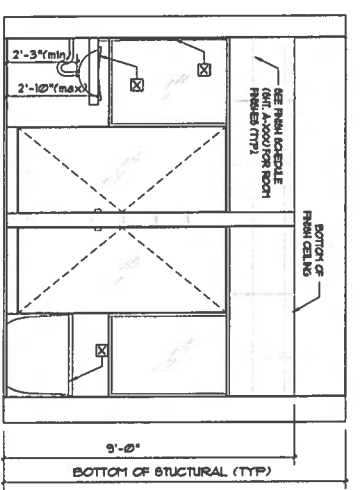 2'-3"(min)
2'-10"(max)
SEE FINISH SCHEDULE
(SHT. A-XXX) FOR ROOM
FINISHES (TYP).
BOTTOM OF
FINISH CEILING
9'-0"
BOTTOM OF STUCTURAL (TYP)